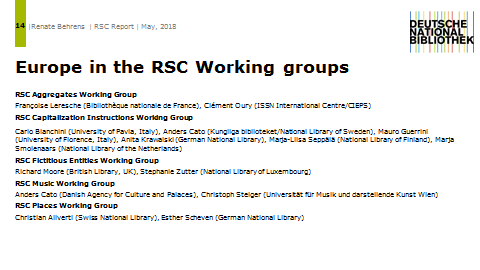 14 |Renate Behrens | RSC Report | May, 2018
DEUTSCHE
NATIONAL
BIBLIOTHEK
Europe in the RSC Working groups
RSC Aggregates Working Group
Françoise Leresche (Bibliothèque nationale de France), Clément Oury (ISSN International Centre/CIEPS)
RSC Capitalization Instructions Working Group
Carlo Bianchini (University of Pavia, Italy), Anders Cato (Kungliga biblioteket/National Library of Sweden), Mauro Guerrini
(University of Florence, Italy), Anita Krawalski (German National Library), Marja-Liisa Seppälä (National Library of Finland), Marja
Smolenaars (National Library of the Netherlands)
RSC Fictitious Entities Working Group
Richard Moore (British Library, UK), Stephanie Zutter (National Library of Luxembourg)
RSC Music Working Group
Anders Cato (Danish Agency for Culture and Palaces), Christoph Steiger (Universität für Musik und darstellende Kunst Wien)
RSC Places Working Group
Christian Aliverti (Swiss National Library), Esther Scheven (German National Library)